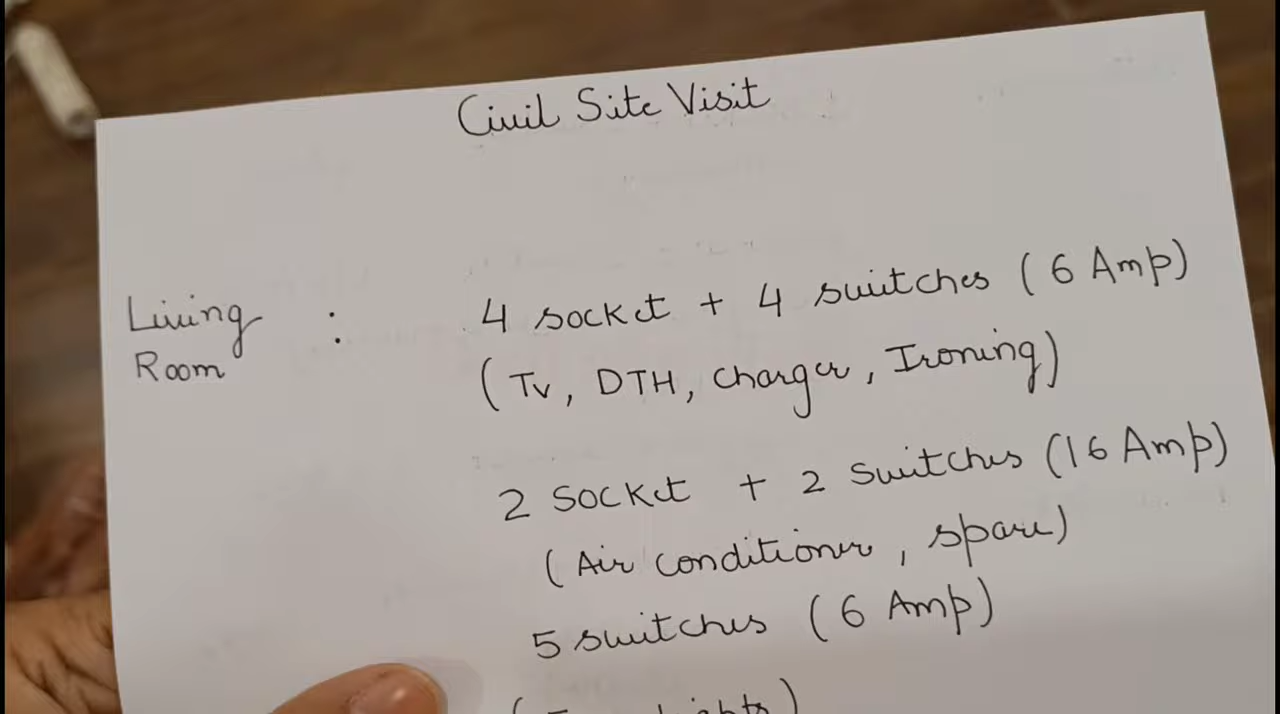 Civil Site Visit
Living Room : 4 socket + 4 switches (6 Amp)
(TV, DTH, Charger, Ironing)
2 Socket + 2 Switches (16 Amp)
(Air conditioner, spare)
5 switches (6 Amp)